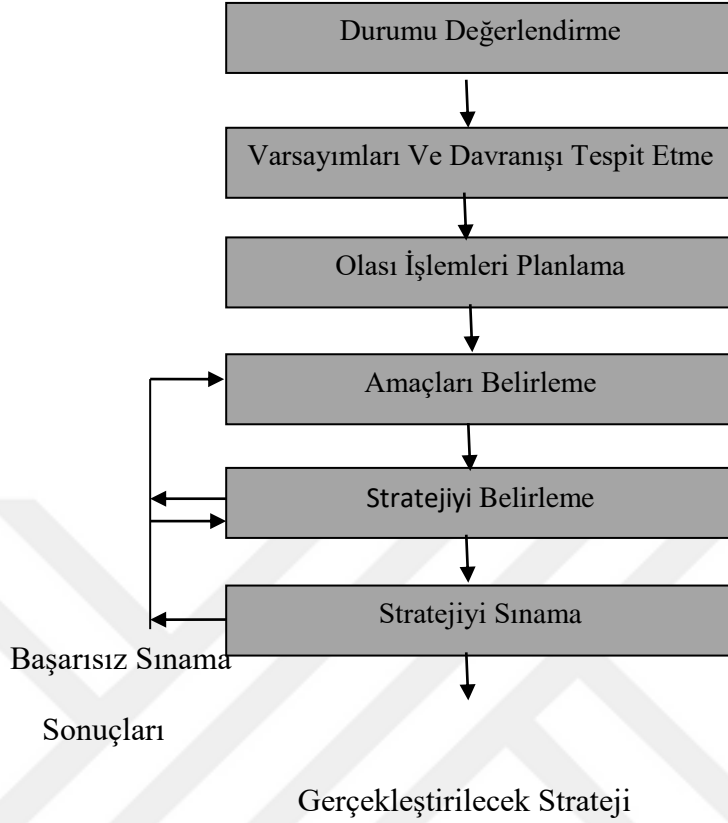 Durumu Değerlendirme
Varsayımları Ve Davranışı Tespit Etme
Olası İşlemleri Planlama
Amaçları Belirleme
Stratejiyi Belirleme
Stratejiyi Sınama
Başarısız Sınama
Sonuçları
Gerçekleştirilecek Strateji